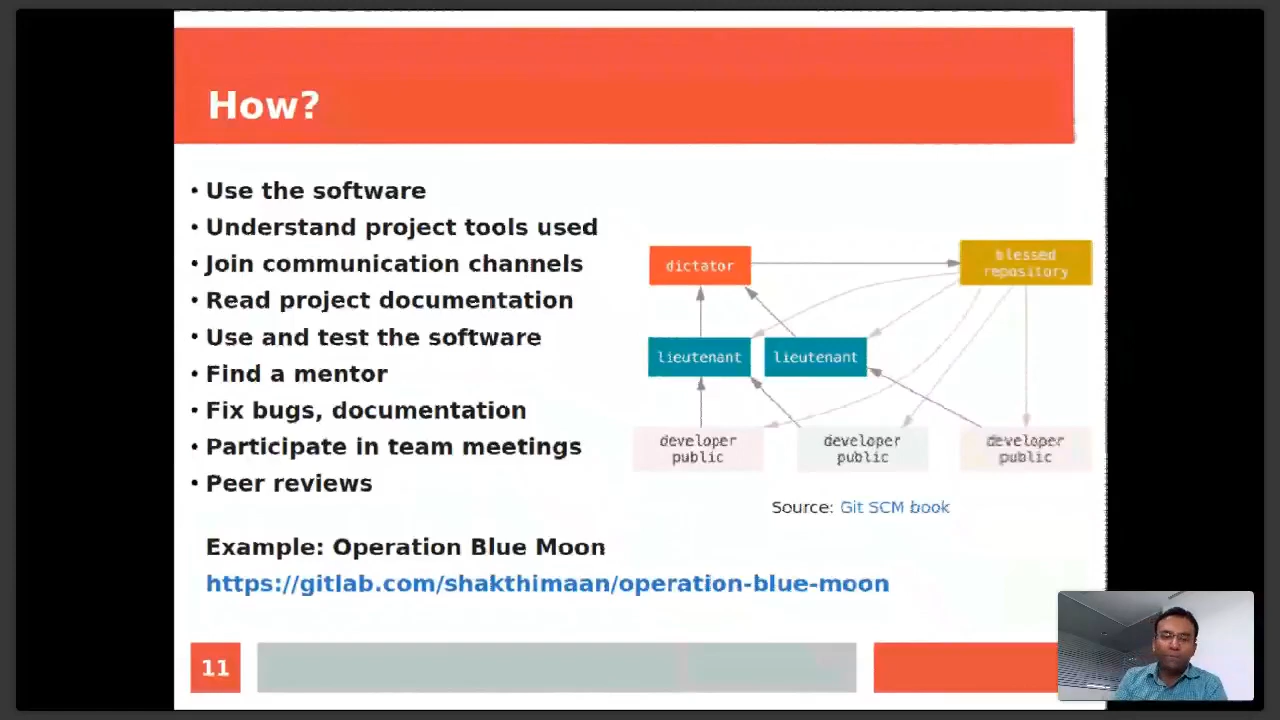 How?
• Use the software
• Understand project tools used
• Join communication channels
• Read project documentation
• Use and test the software
• Find a mentor
• Fix bugs, documentation
• Participate in team meetings
• Peer reviews
Example: Operation Blue Moon
https://gitlab.com/shakthimaan/operation-blue-moon
dictator
blessed
repository
lieutenant
lieutenant
developer
public
developer
public
developer
public
Source: Git SCM book
11